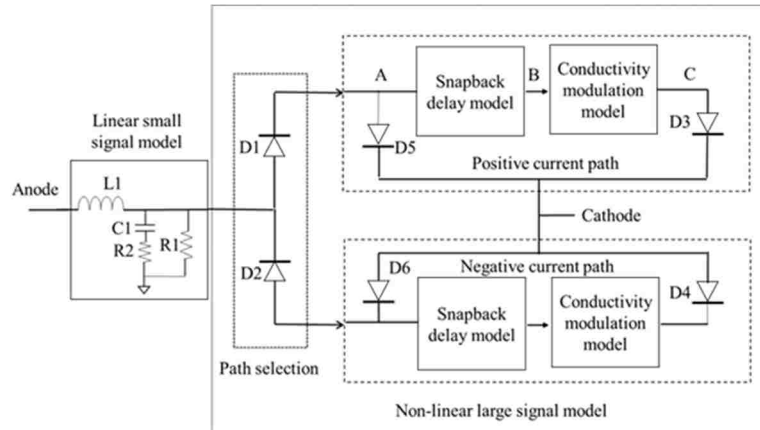 Linear small
signal model
Anode
L1
C1
R2
R1
D1
D2
Path selection
A
Snapback
delay model
B
Conductivity
modulation
model
C
D5
D3
Positive current path
Cathode
D6
Negative current path
Snapback
delay model
Conductivity
modulation
model
D4
Non-linear large signal model